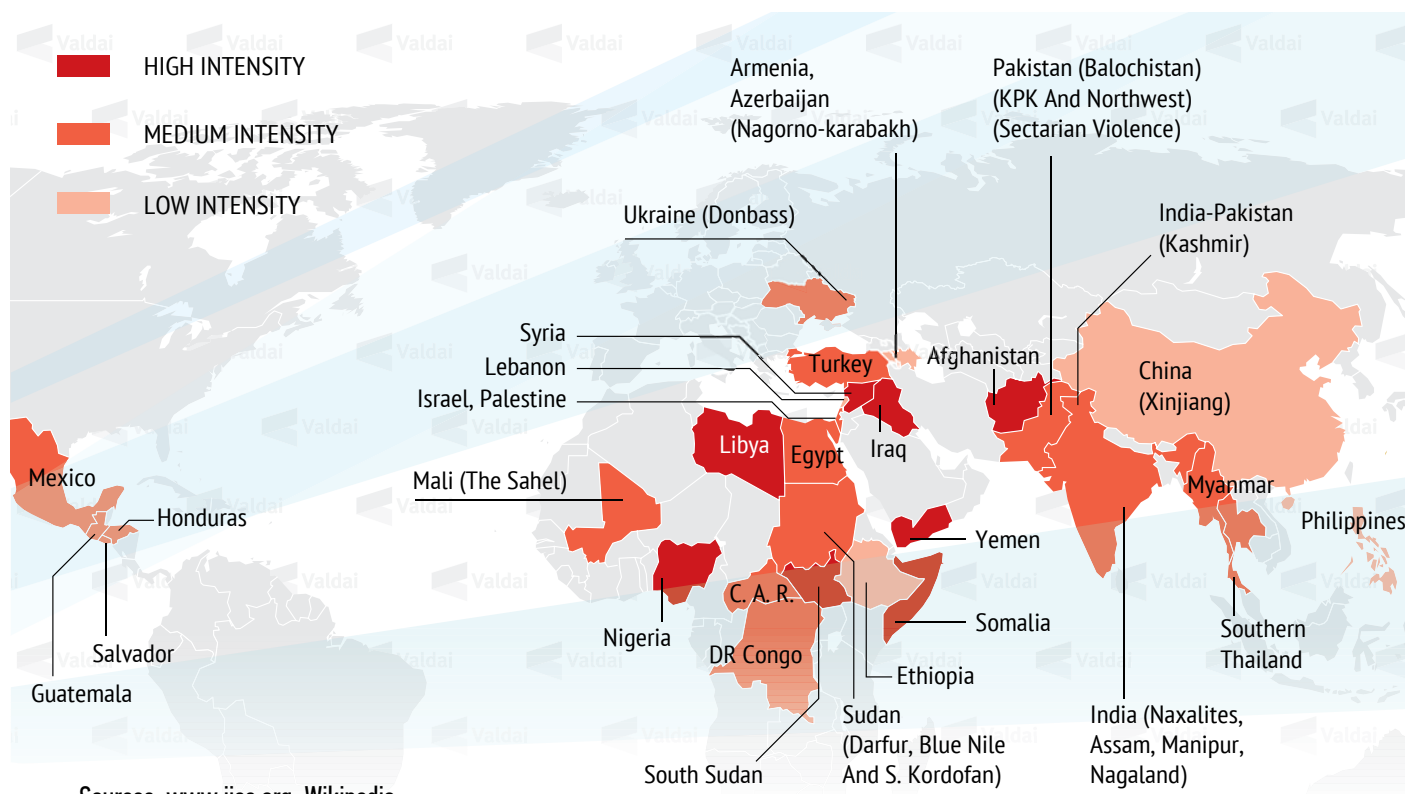 HIGH INTENSITY
MEDIUM INTENSITY
LOW INTENSITY
Armenia,
Azerbaijan
(Nagorno-karabakh)
Pakistan (Balochistan)
(KPK And Northwest)
(Sectarian Violence)
Ukraine (Donbass)
India-Pakistan
(Kashmir)
Syria
Lebanon
Israel, Palestine
Turkey
Afghanistan
China
(Xinjiang)
Libya
Egypt
Iraq
Mexico
Mali (The Sahel)
Myanmar
Honduras
Philippines
Yemen
C. A. R.
Nigeria
Somalia
Salvador
DR Congo
Southern
Thailand
Guatemala
Ethiopia
Sudan
(Darfur, Blue Nile
And S. Kordofan)
India (Naxalites,
Assam, Manipur,
Nagaland)
South Sudan
Valdai